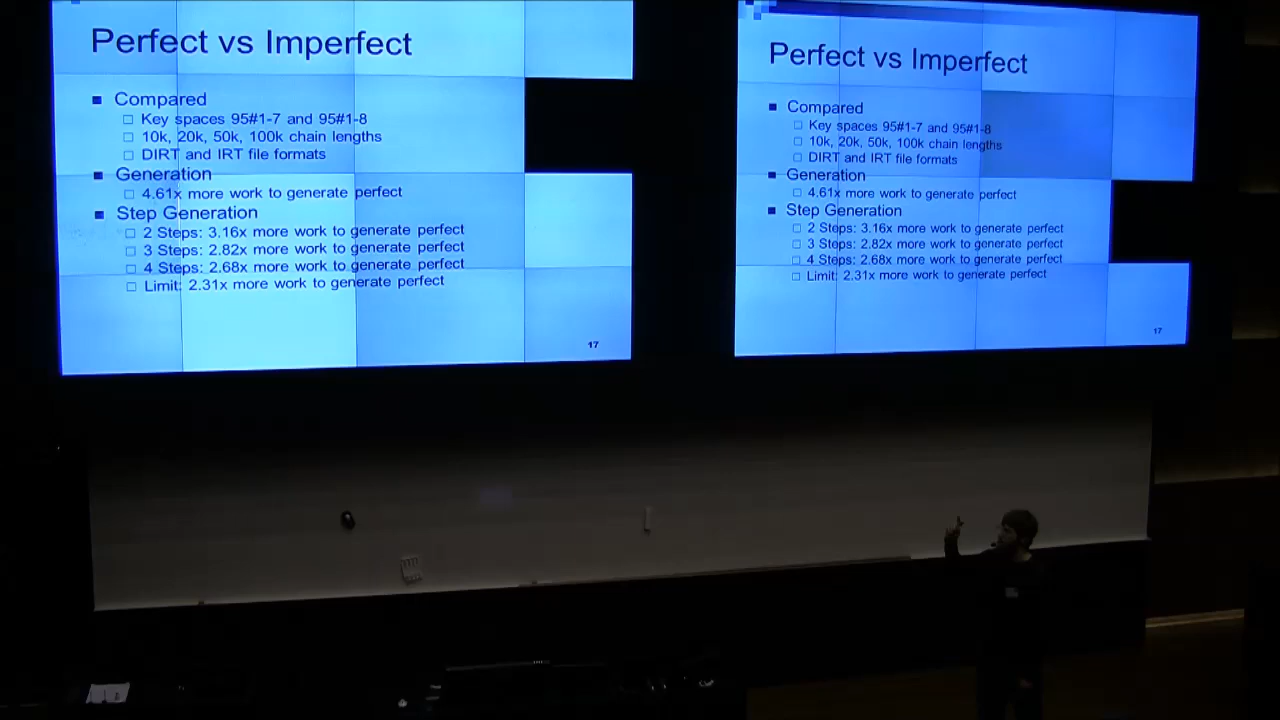 Perfect vs Imperfect
Compared
Key spaces 95#1-7 and 95#1-8
10k, 20k, 50k, 100k chain lengths
DIRT and IRT file formats
Generation
4.61x more work to generate perfect
Step Generation
2 Steps: 3.16x more work to generate perfect
3 Steps: 2.82x more work to generate perfect
4 Steps: 2.68x more work to generate perfect
Limit: 2.31x more work to generate perfect
17
Perfect vs Imperfect
Compared
Key spaces 95#1-7 and 95#1-8
10k, 20k, 50k, 100k chain lengths
DIRT and IRT file formats
Generation
4.61x more work to generate perfect
Step Generation
2 Steps: 3.16x more work to generate perfect
3 Steps: 2.82x more work to generate perfect
4 Steps: 2.68x more work to generate perfect
Limit: 2.31x more work to generate perfect
17